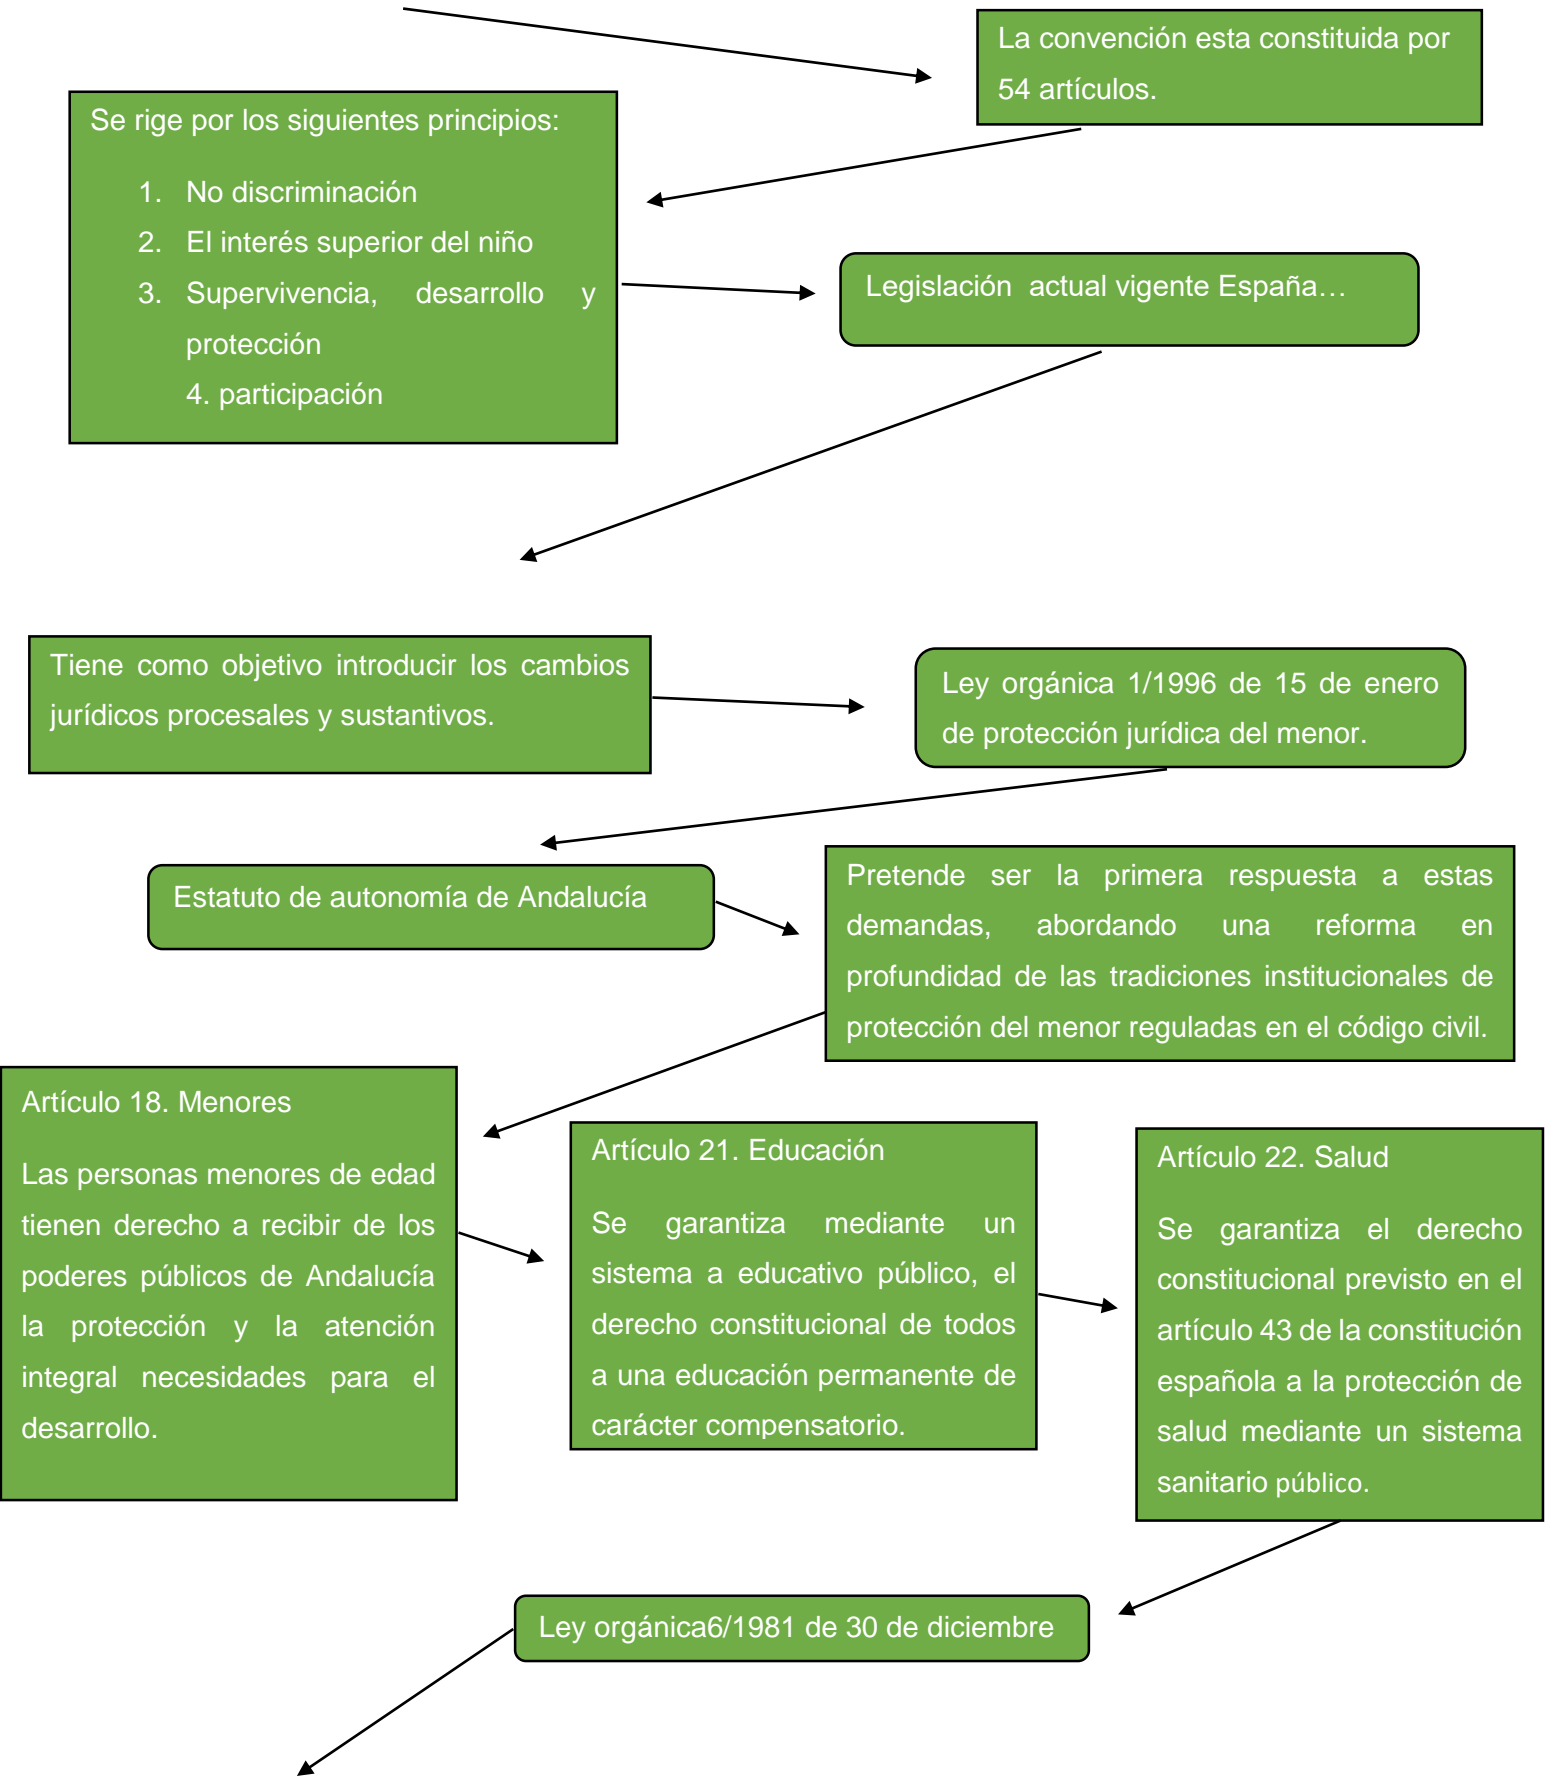 La convención esta constituida por
54 artículos.
Se rige por los siguientes principios:
1. No discriminación
2. El interés superior del niño
3. Supervivencia, desarrollo y
protección
4. participación
Legislación actual vigente España…
Tiene como objetivo introducir los cambios
jurídicos procesales y sustantivos.
Ley orgánica 1/1996 de 15 de enero
de protección jurídica del menor.
Estatuto de autonomía de Andalucía
Pretende ser la primera respuesta a estas
demandas, abordando una reforma en
profundidad de las tradiciones institucionales de
protección del menor reguladas en el código civil.
Artículo 18. Menores
Las personas menores de edad
tienen derecho a recibir de los
poderes públicos de Andalucía
la protección y la atención
integral necesidades para el
desarrollo.
Artículo 21. Educación
Se garantiza mediante un
sistema a educativo público, el
derecho constitucional de todos
a una educación permanente de
carácter compensatorio.
Artículo 22. Salud
Se garantiza el derecho
constitucional previsto en el
artículo 43 de la constitución
española a la protección de
salud mediante un sistema
sanitario público.
Ley orgánica6/1981 de 30 de diciembre